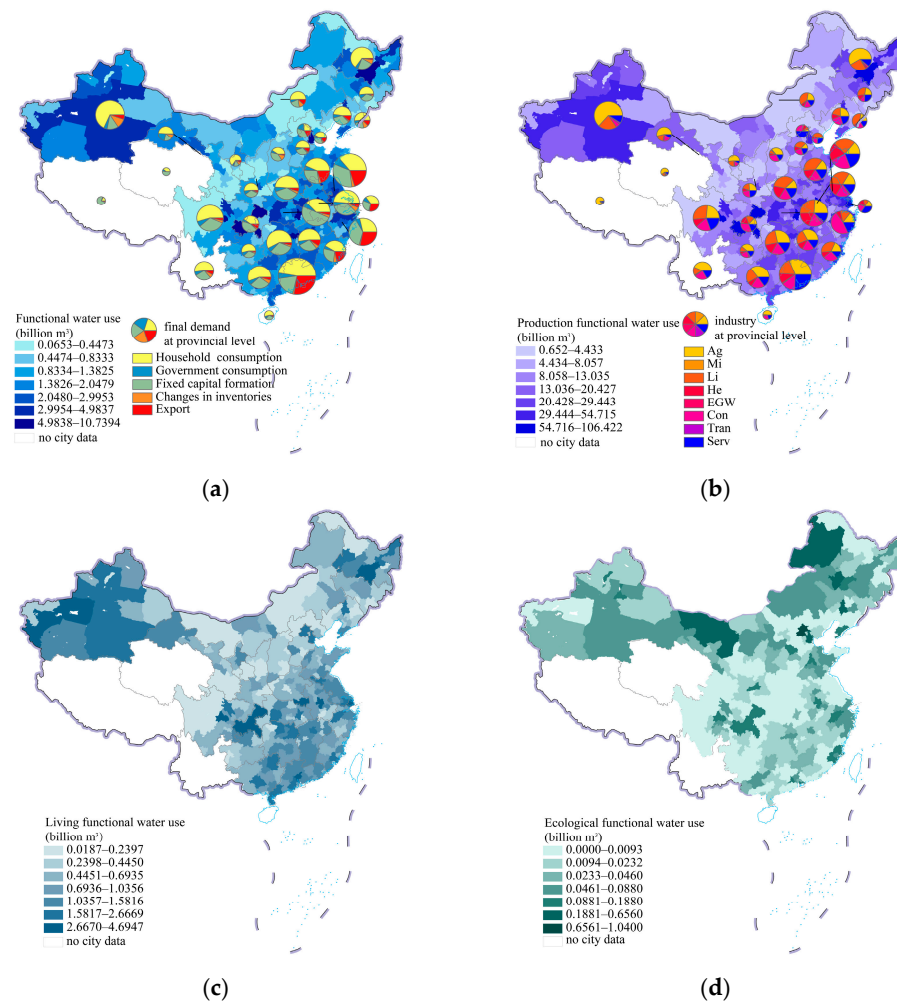 Functional water use
(billion m³)
0.0653–0.4473
0.4474–0.8333
0.8334–1.3825
1.3826–2.0479
2.0480–2.9953
2.9954–4.9837
4.9838–10.7394
no city data
final demand
at provincial level
Household consumption
Government consumption
Fixed capital formation
Changes in inventories
Export
(a)
Production functional water use
(billion m³)
0.652–4.433
4.434–8.057
8.058–13.035
13.036–20.427
20.428–29.443
29.444–54.715
54.716–106.422
no city data
industry
at provincial level
Ag
Mi
Li
He
EGW
Con
Tran
Serv
(b)
Living functional water use
(billion m³)
0.0187–0.2397
0.2398–0.4450
0.4451–0.6935
0.6936–1.0356
1.0357–1.5816
1.5817–2.6669
2.6670–4.6947
no city data
(c)
Ecological functional water use
(billion m³)
0.0000–0.0093
0.0094–0.0232
0.0233–0.0460
0.0461–0.0880
0.0881–0.1880
0.1881–0.6560
0.6561–1.0400
no city data
(d)